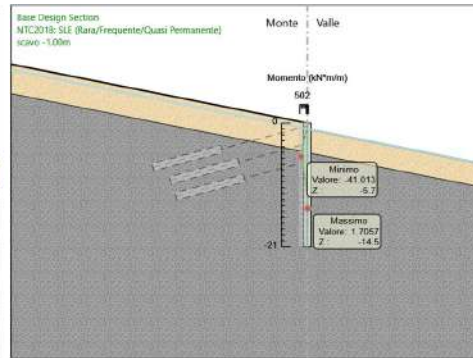 Base Design Section
NTC2018: SLE (Rara/Frequente/Quasi Permanente)
scavo -1.00m
Monte Valle
Momento (kN*m/m)
502
0
Minimo
Valore: -41.013
Z : -5.7
Massimo
Valore: 1.7057
Z : -14.5
-21